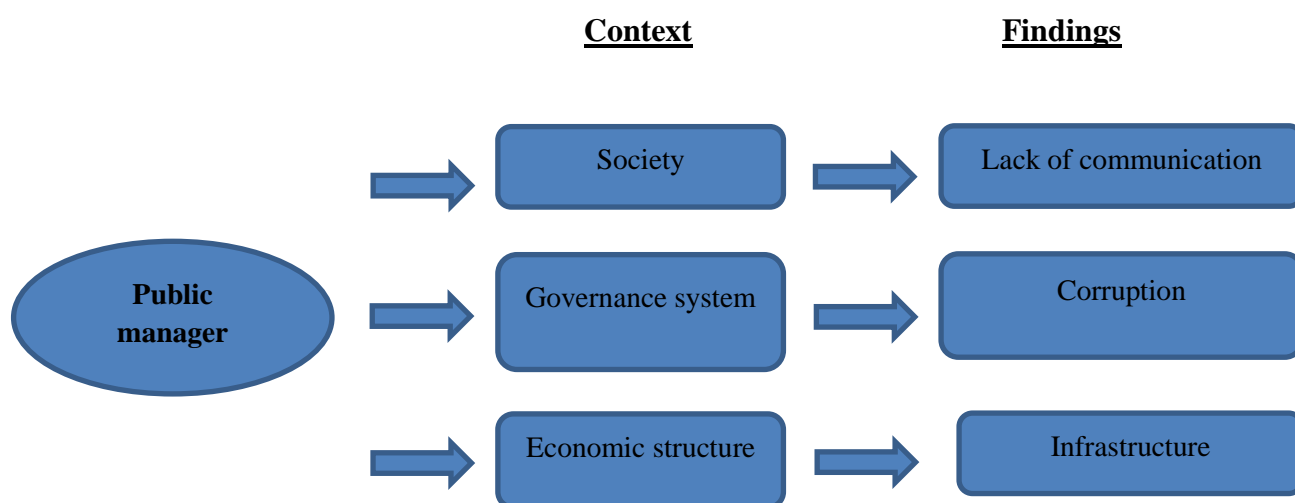 Context
Findings
Society
Lack of communication
Public
manager
Governance system
Corruption
Economic structure
Infrastructure